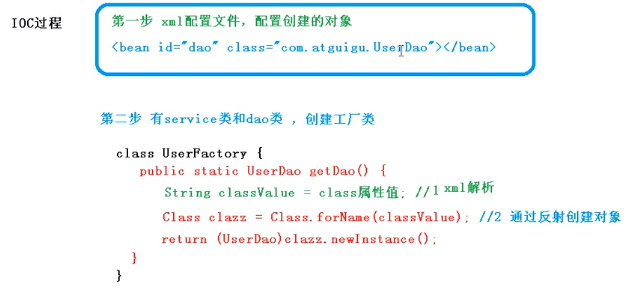 IOC过程
第一步 xml配置文件，配置创建的对象
<bean id="dao" class="com.atguigu.UserDao"></bean>
第二步 有service类和dao类 ，创建工厂类
class UserFactory {
public static UserDao getDao() {
String classValue = class属性值; //1 xml解析
Class clazz = Class.forName(classValue); //2 通过反射创建对象
return (UserDao)clazz.newInstance();
}
}